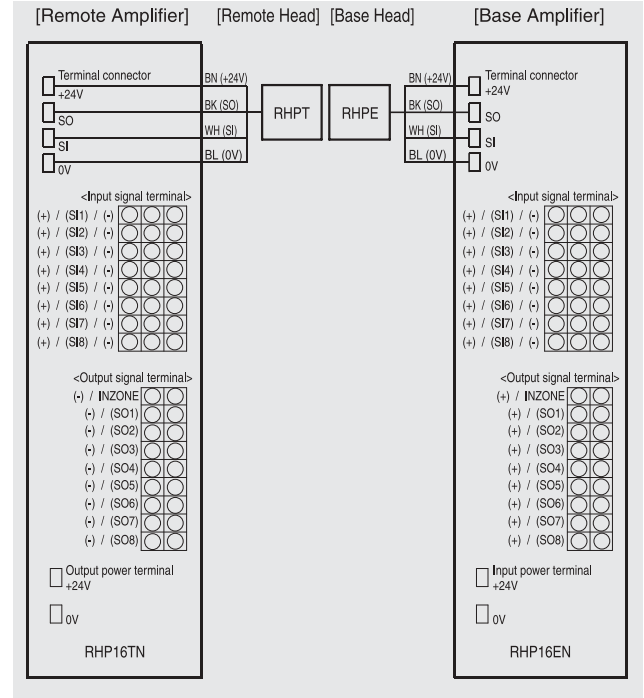 [Remote Amplifier] [Remote Head] [Base Head] [Base Amplifier]
Terminal connector
+24V
SO
SI
0V
BN (+24V)
BK (SO)
WH (SI)
BL (0V)
RHPT
RHPE
BN (+24V)
BK (SO)
WH (SI)
BL (0V)
Terminal connector
+24V
SO
SI
0V
<Input signal terminal>
(+) / (SI1) / (-)
(+) / (SI2) / (-)
(+) / (SI3) / (-)
(+) / (SI4) / (-)
(+) / (SI5) / (-)
(+) / (SI6) / (-)
(+) / (SI7) / (-)
(+) / (SI8) / (-)
<Output signal terminal>
(-) / INZONE
(-) / (SO1)
(-) / (SO2)
(-) / (SO3)
(-) / (SO4)
(-) / (SO5)
(-) / (SO6)
(-) / (SO7)
(-) / (SO8)
Output power terminal
+24V
0V
RHP16TN
<Input signal terminal>
(+) / (SI1) / (-)
(+) / (SI2) / (-)
(+) / (SI3) / (-)
(+) / (SI4) / (-)
(+) / (SI5) / (-)
(+) / (SI6) / (-)
(+) / (SI7) / (-)
(+) / (SI8) / (-)
<Output signal terminal>
(+) / INZONE
(+) / (SO1)
(+) / (SO2)
(+) / (SO3)
(+) / (SO4)
(+) / (SO5)
(+) / (SO6)
(+) / (SO7)
(+) / (SO8)
Input power terminal
+24V
0V
RHP16EN